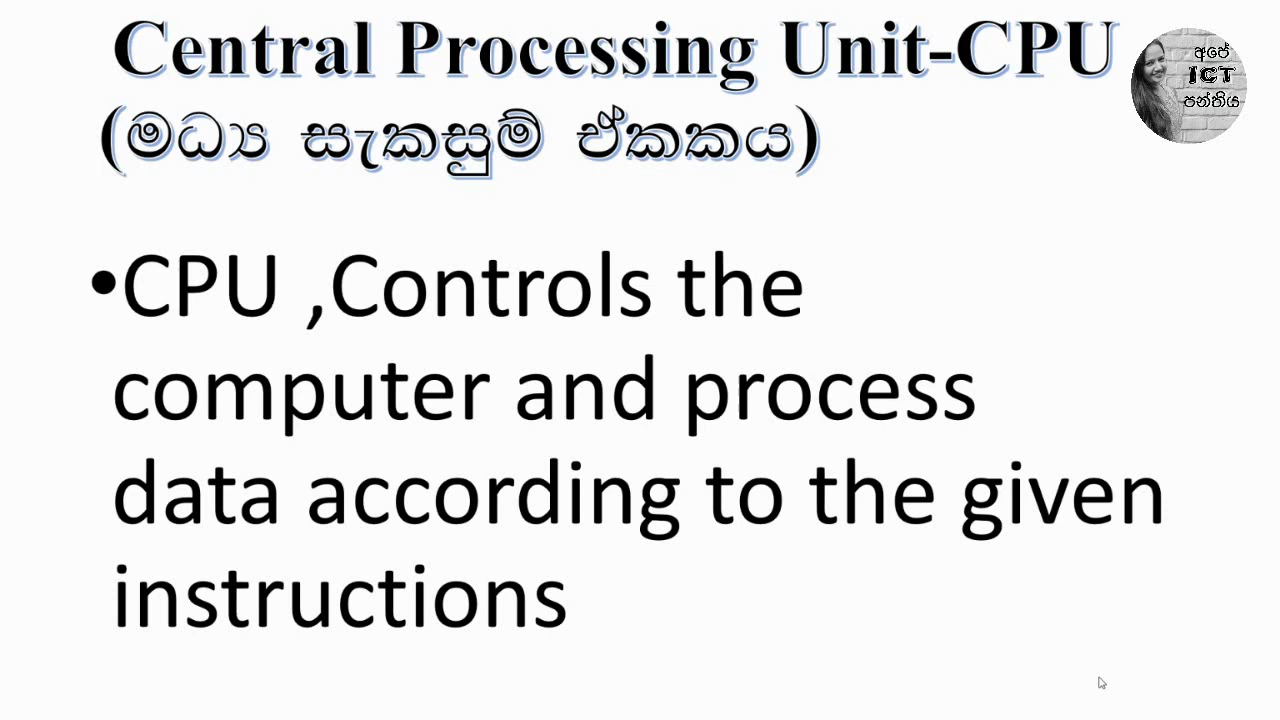 Central Processing Unit-CPU
(මධ්‍ය සැකසුම් ඒකකය)
අපේ
ICT
පන්තිය
•CPU ,Controls the
computer and process
data according to the given
instructions